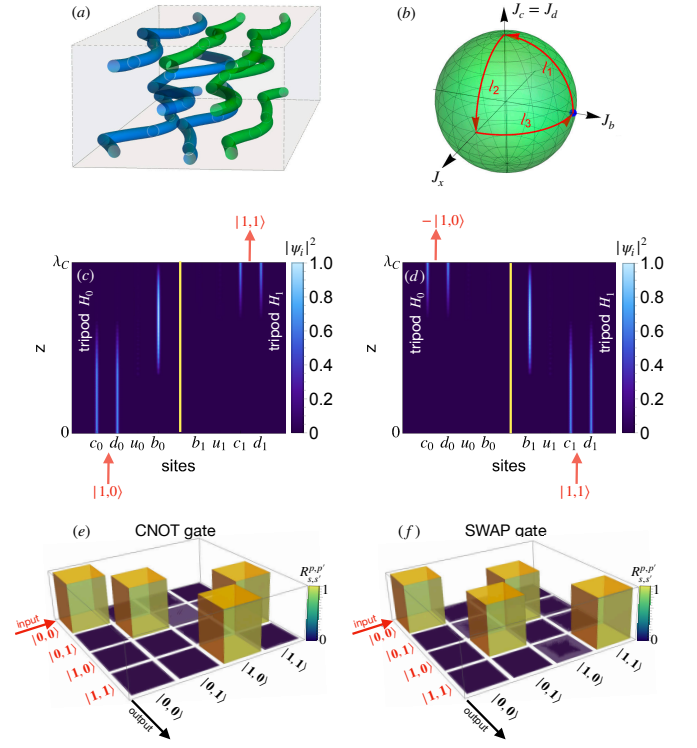 (a)
(b)
J_c = J_d
l_1
l_2
l_3
J_b
J_x
|1,1⟩
−|1,0⟩
|ψ_i|^2
|ψ_i|^2
λ_C
(c)
tripod H_0
tripod H_1
1.0
0.8
0.6
0.4
0.2
0
z
0
c_0 d_0 u_0 b_0 b_1 u_1 c_1 d_1
sites
|1,0⟩
λ_C
(d)
tripod H_0
tripod H_1
1.0
0.8
0.6
0.4
0.2
0
z
0
c_0 d_0 u_0 b_0 b_1 u_1 c_1 d_1
sites
|1,1⟩
(e)
CNOT gate
R^{p,p′}_{s,s′}
1
0
input
|0,0⟩
|0,1⟩
|1,0⟩
|1,1⟩
output
|0,0⟩
|0,1⟩
|1,0⟩
|1,1⟩
(f)
SWAP gate
R^{p,p′}_{s,s′}
1
0
input
|0,0⟩
|0,1⟩
|1,0⟩
|1,1⟩
output
|0,0⟩
|0,1⟩
|1,0⟩
|1,1⟩